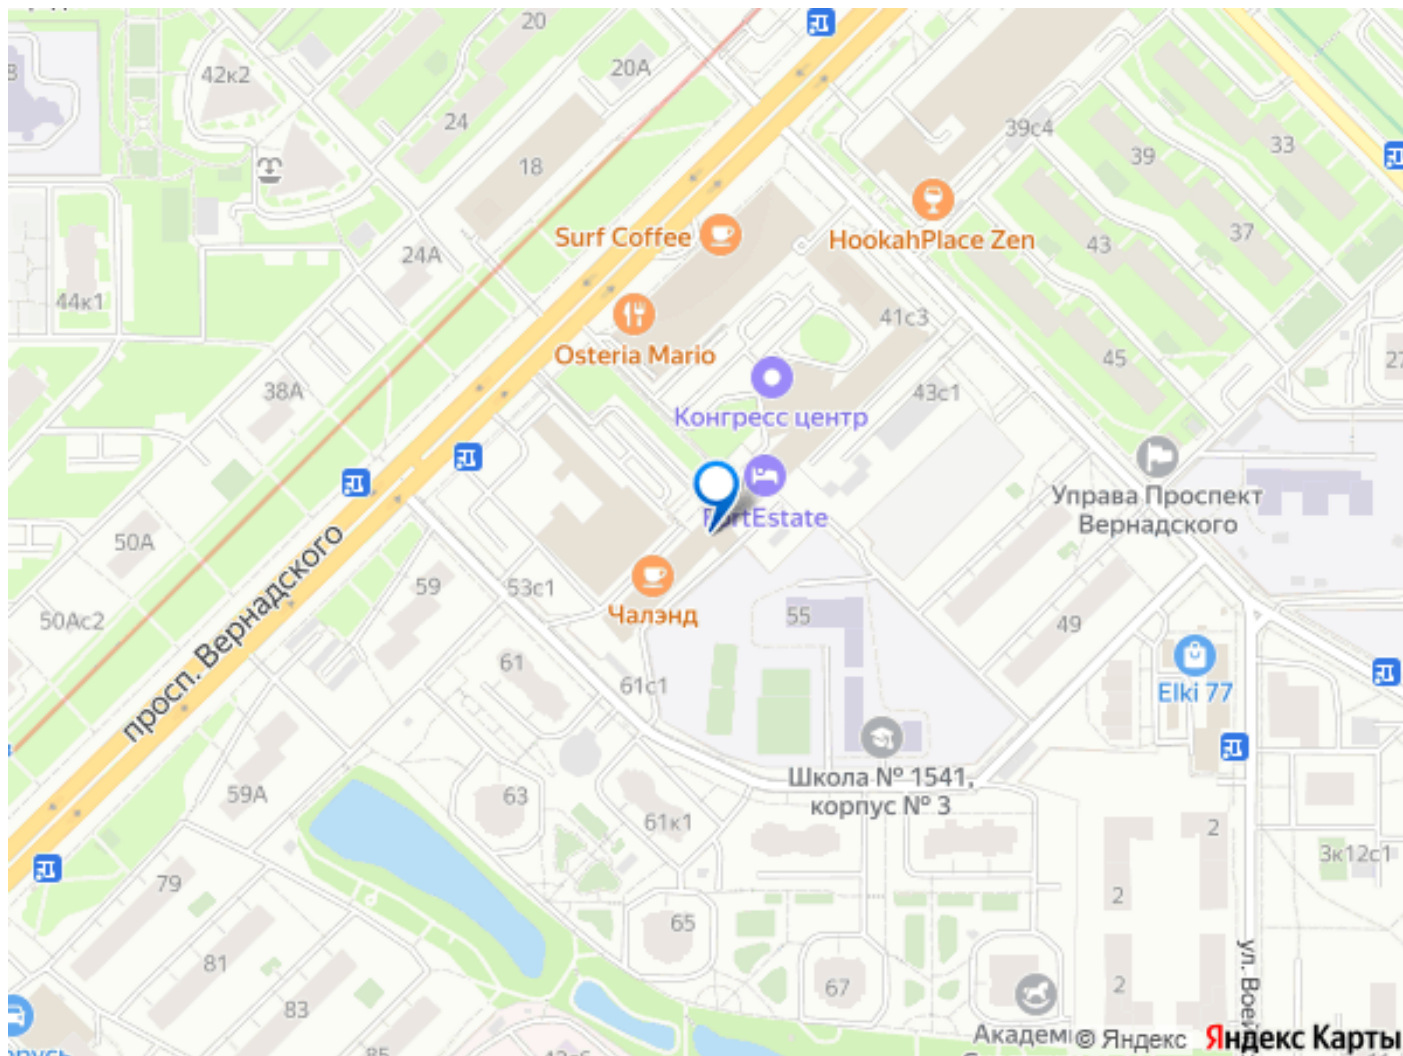 20
42к2
20А
24
18
39с4
39
33
Surf Coffee
HookahPlace Zen
43
37
24А
44к1
41с3
Osteria Mario
45
38А
43с1
Конгресс центр
Управа Проспект
Вернадского
50А
просп. Вернадского
59
53с1
Чалэнд
55
49
50Ас2
61
61с1
Elki 77
Школа № 1541,
корпус № 3
59А
63
61к1
2
3к12с1
79
65
2
81
67
2
83
© Яндекс Яндекс Карты